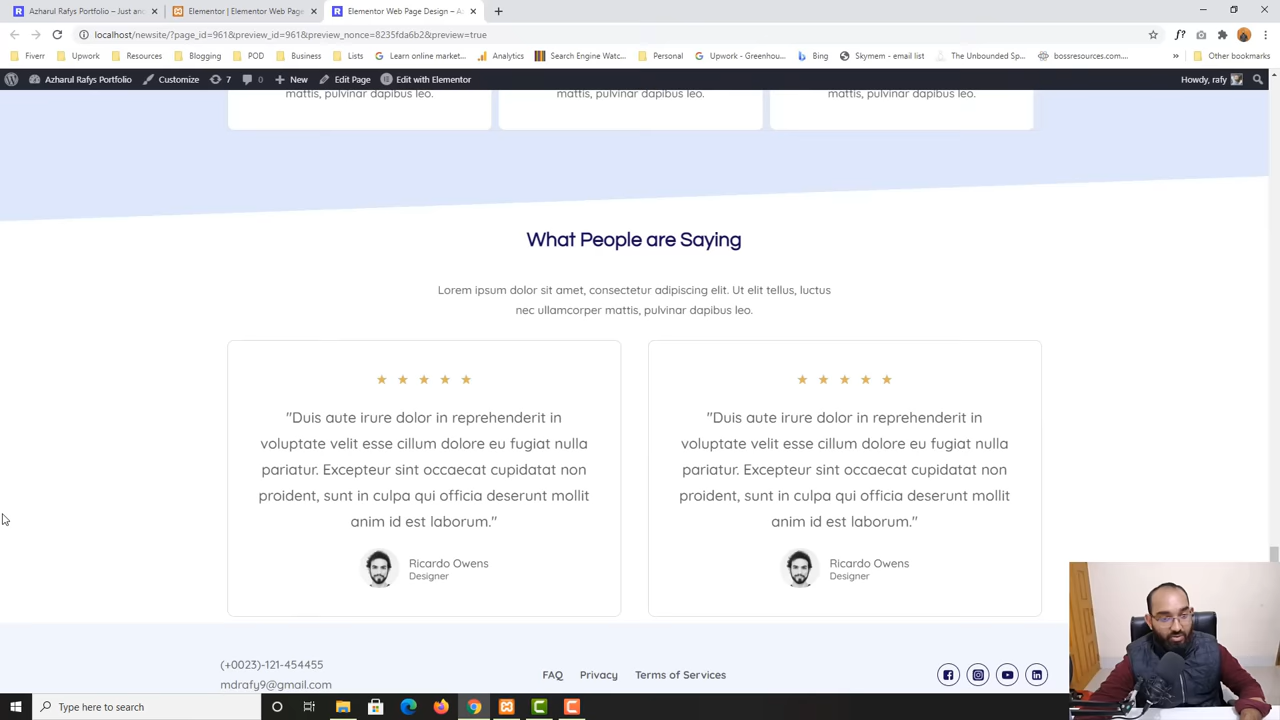 Azharul Rafys Portfolio – Just and
Elementor | Elementor Web Page
Elementor Web Page Design – A
localhost/newsite/?page_id=961&preview_id=961&preview_nonce=8235fda6b2&preview=true
Fiverr
Upwork
Resources
Blogging
POD
Business
Lists
Learn online market...
Analytics
Search Engine Watc...
Personal
Upwork - Greenhou...
Bing
Skymem - email list
The Unbounded Sp...
bossresources.com...
»
Other bookmarks
Azharul Rafys Portfolio
Customize
7
0
New
Edit Page
Edit with Elementor
Howdy, rafy
mattis, pulvinar dapibus leo.
mattis, pulvinar dapibus leo.
mattis, pulvinar dapibus leo.
What People are Saying
Lorem ipsum dolor sit amet, consectetur adipiscing elit. Ut elit tellus, luctus
nec ullamcorper mattis, pulvinar dapibus leo.
"Duis aute irure dolor in reprehenderit in
voluptate velit esse cillum dolore eu fugiat nulla
pariatur. Excepteur sint occaecat cupidatat non
proident, sunt in culpa qui officia deserunt mollit
anim id est laborum."
Ricardo Owens
Designer
"Duis aute irure dolor in reprehenderit in
voluptate velit esse cillum dolore eu fugiat nulla
pariatur. Excepteur sint occaecat cupidatat non
proident, sunt in culpa qui officia deserunt mollit
anim id est laborum."
Ricardo Owens
Designer
(+0023)-121-454455
mdrafy9@gmail.com
FAQ
Privacy
Terms of Services
Type here to search